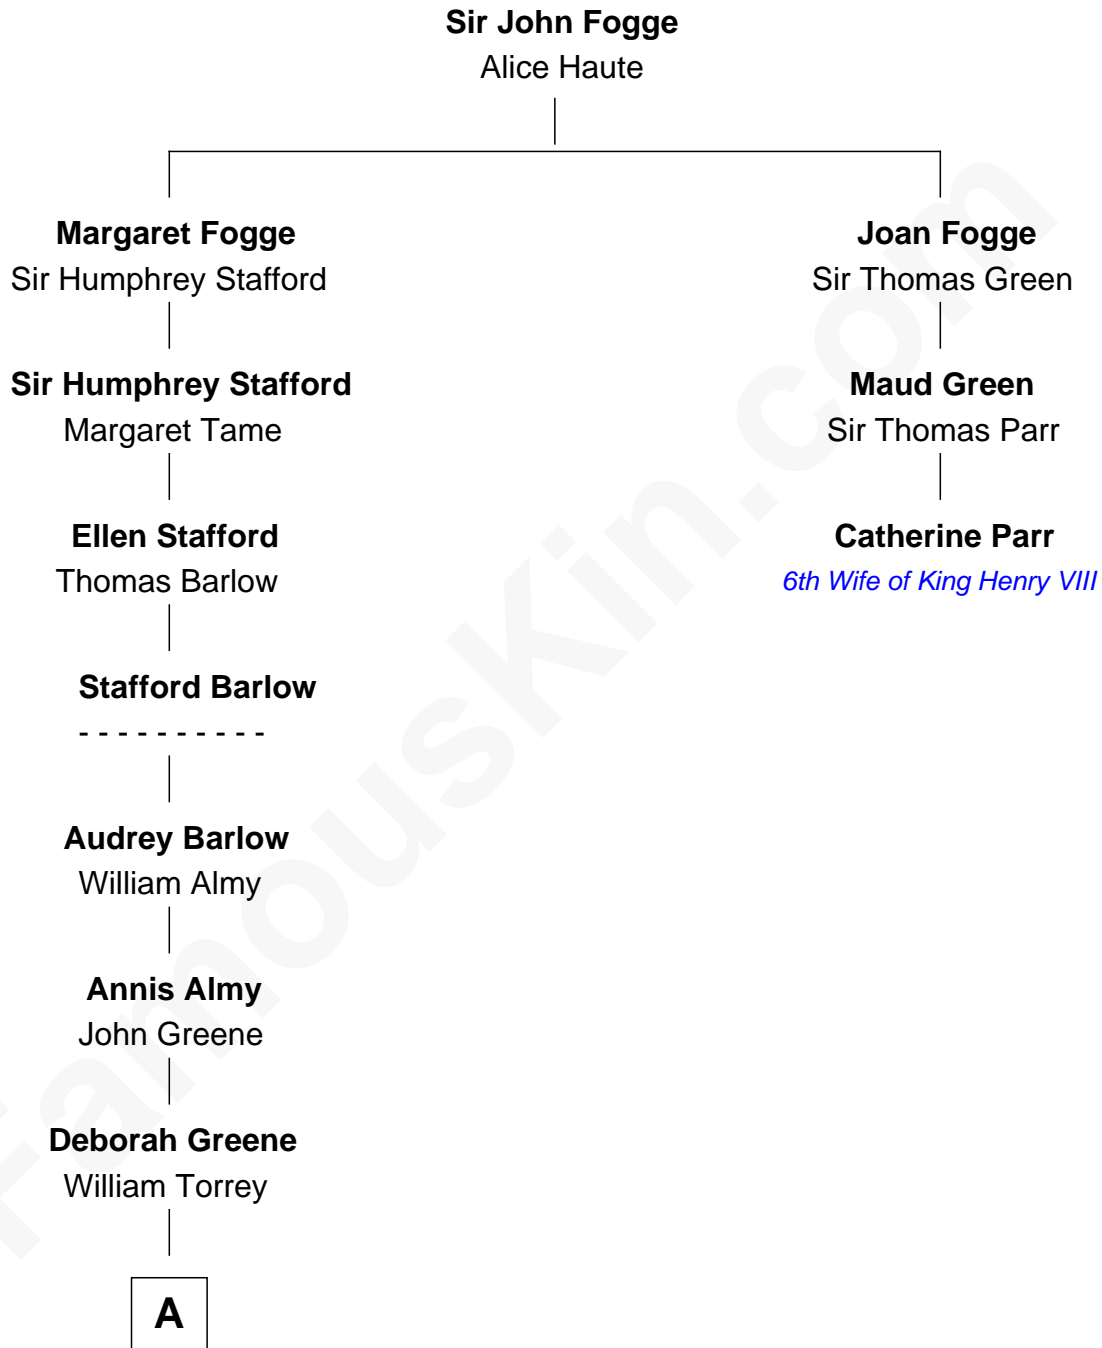 Sir John Fogge
Alice Haute
Margaret Fogge
Sir Humphrey Stafford
Joan Fogge
Sir Thomas Green
Sir Humphrey Stafford
Margaret Tame
Maud Green
Sir Thomas Parr
Ellen Stafford
Thomas Barlow
Catherine Parr
6th Wife of King Henry VIII
Stafford Barlow
- - - - - - - - - -
Audrey Barlow
William Almy
Annis Almy
John Greene
Deborah Greene
William Torrey
A
FamousKin.com